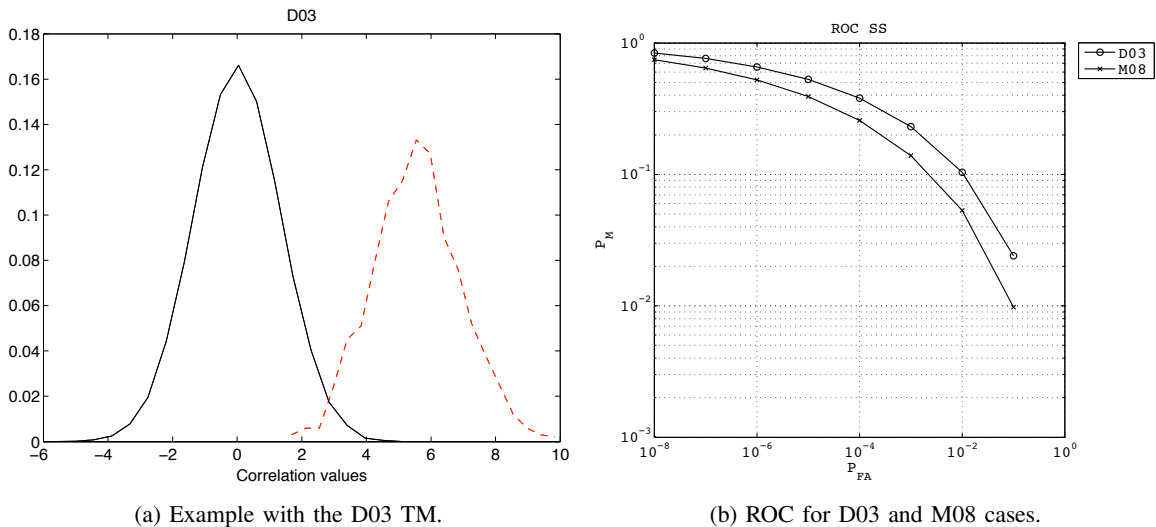 D03
0.18
0.16
0.14
0.12
0.1
0.08
0.06
0.04
0.02
0
−6 −4 −2 0 2 4 6 8 10
Correlation values
(a) Example with the D03 TM.
ROC SS
D03
M08
10^0
10^-1
10^-2
10^-3
P_M
10^-8 10^-6 10^-4 10^-2 10^0
P_FA
(b) ROC for D03 and M08 cases.